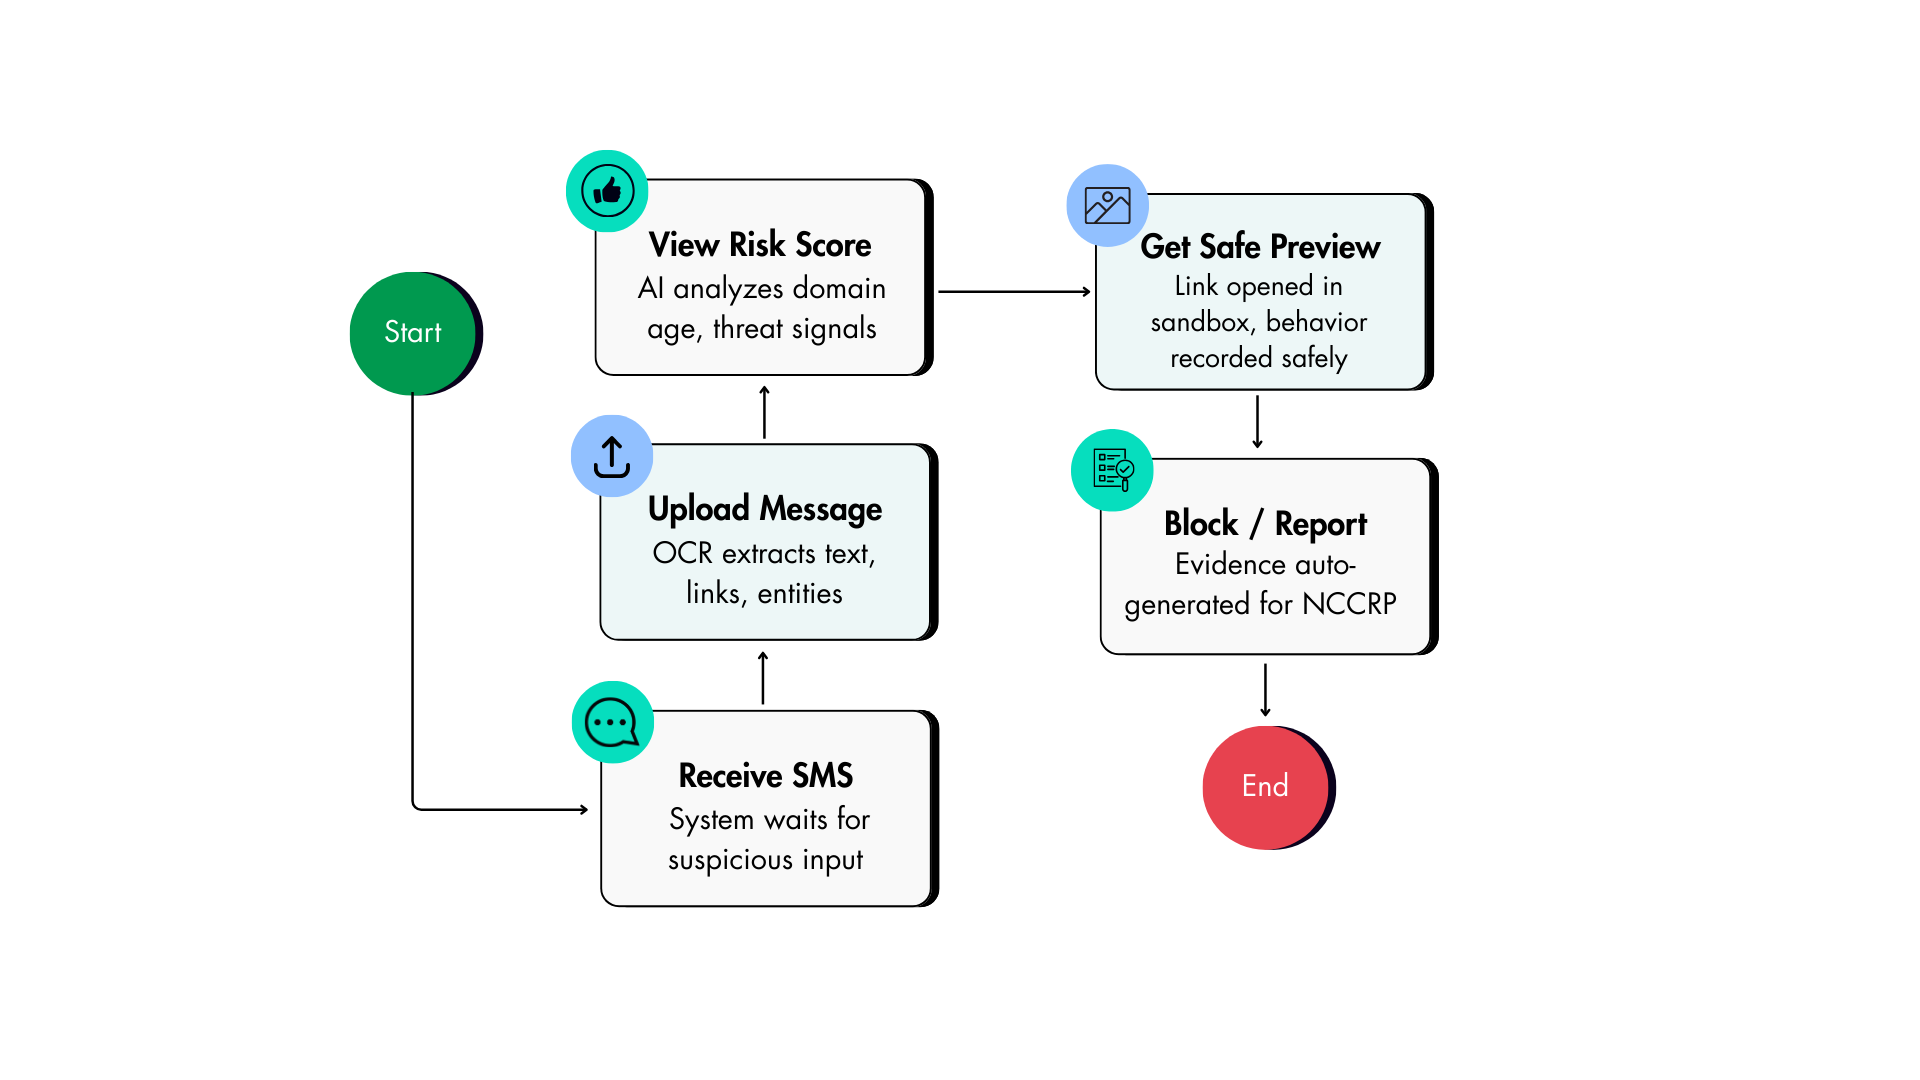 Start
Receive SMS
System waits for
suspicious input
Upload Message
OCR extracts text,
links, entities
View Risk Score
AI analyzes domain
age, threat signals
Get Safe Preview
Link opened in
sandbox, behavior
recorded safely
Block / Report
Evidence auto-
generated for NCCRP
End